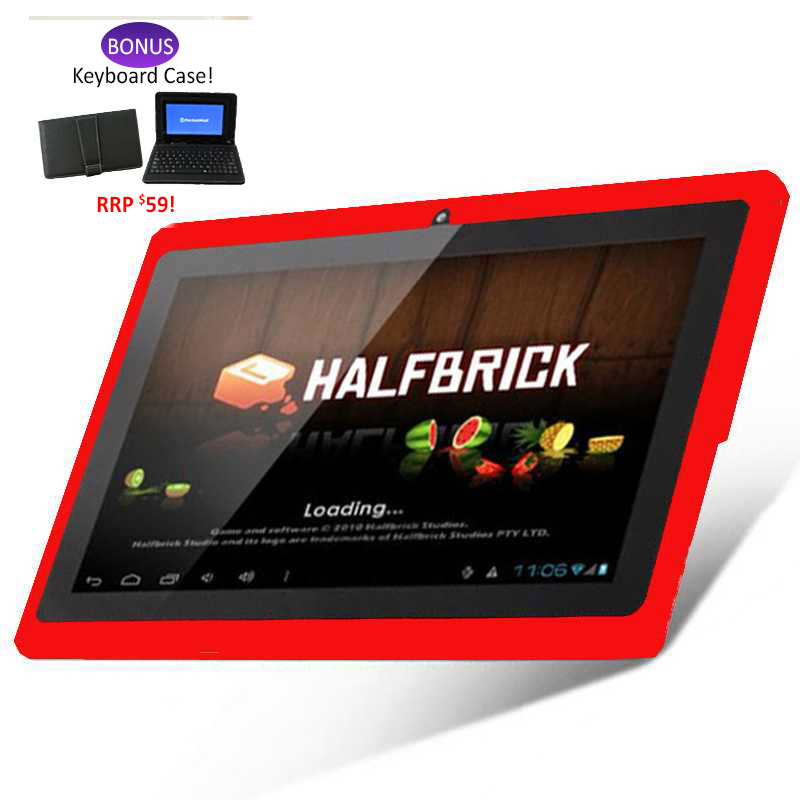 BONUS
Keyboard Case!
RRP $59!
HALFBRICK
Loading...
Game and software © 2010 Halfbrick Studios.
Halfbrick Studio and its logo are trademarks of Halfbrick Studios PTY LTD.
11:06